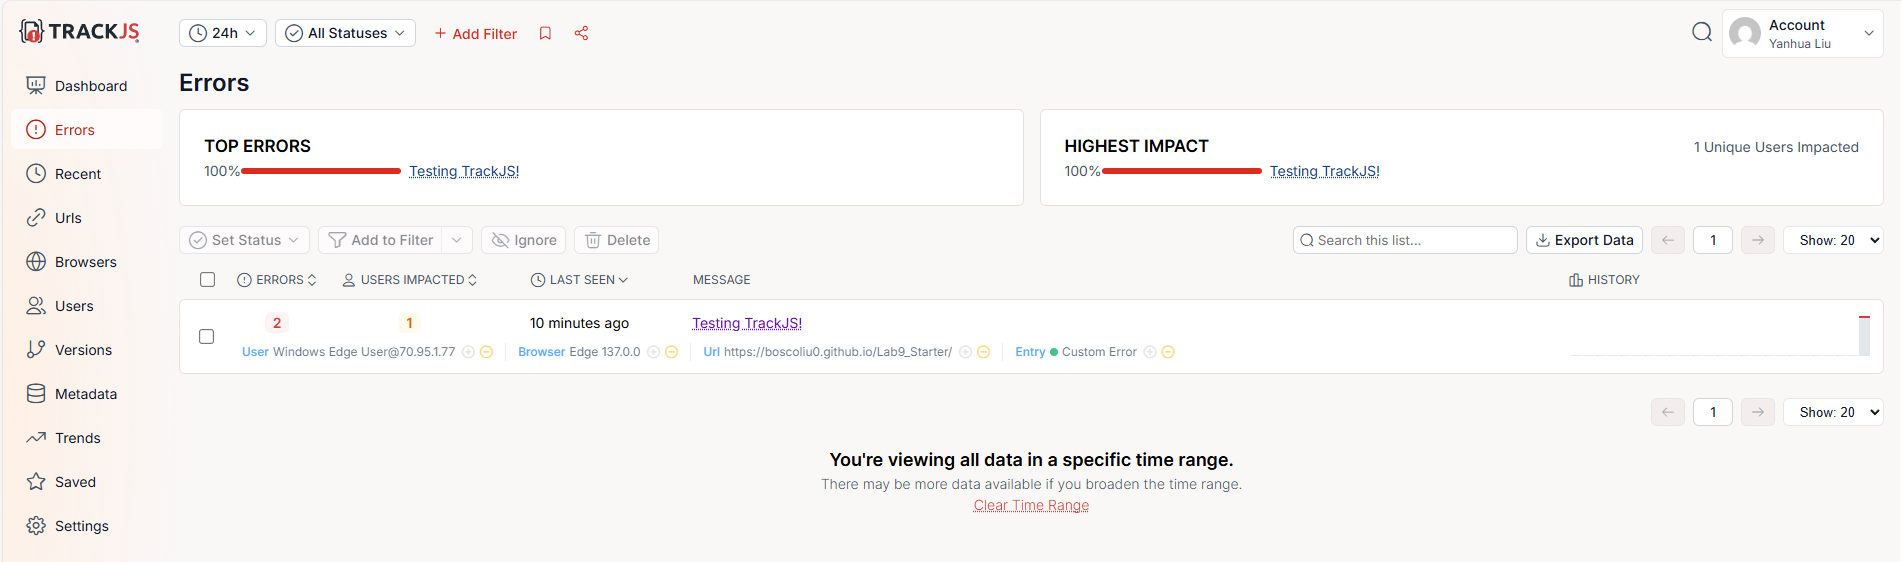 TRACKJS
24h
All Statuses
+ Add Filter
Account
Yanhua Liu
Dashboard
Errors
Recent
Urls
Browsers
Users
Versions
Metadata
Trends
Saved
Settings
Errors
TOP ERRORS
100% Testing TrackJS!
HIGHEST IMPACT
1 Unique Users Impacted
100% Testing TrackJS!
Set Status
Add to Filter
Ignore
Delete
Search this list...
Export Data
← 1 →
Show: 20
ERRORS USERS IMPACTED LAST SEEN MESSAGE HISTORY
2 1 10 minutes ago Testing TrackJS!
User Windows Edge User@70.95.1.77 Browser Edge 137.0.0 Url https://boscoliu0.github.io/Lab9_Starter/ Entry Custom Error
← 1 → Show: 20
You're viewing all data in a specific time range.
There may be more data available if you broaden the time range.
Clear Time Range